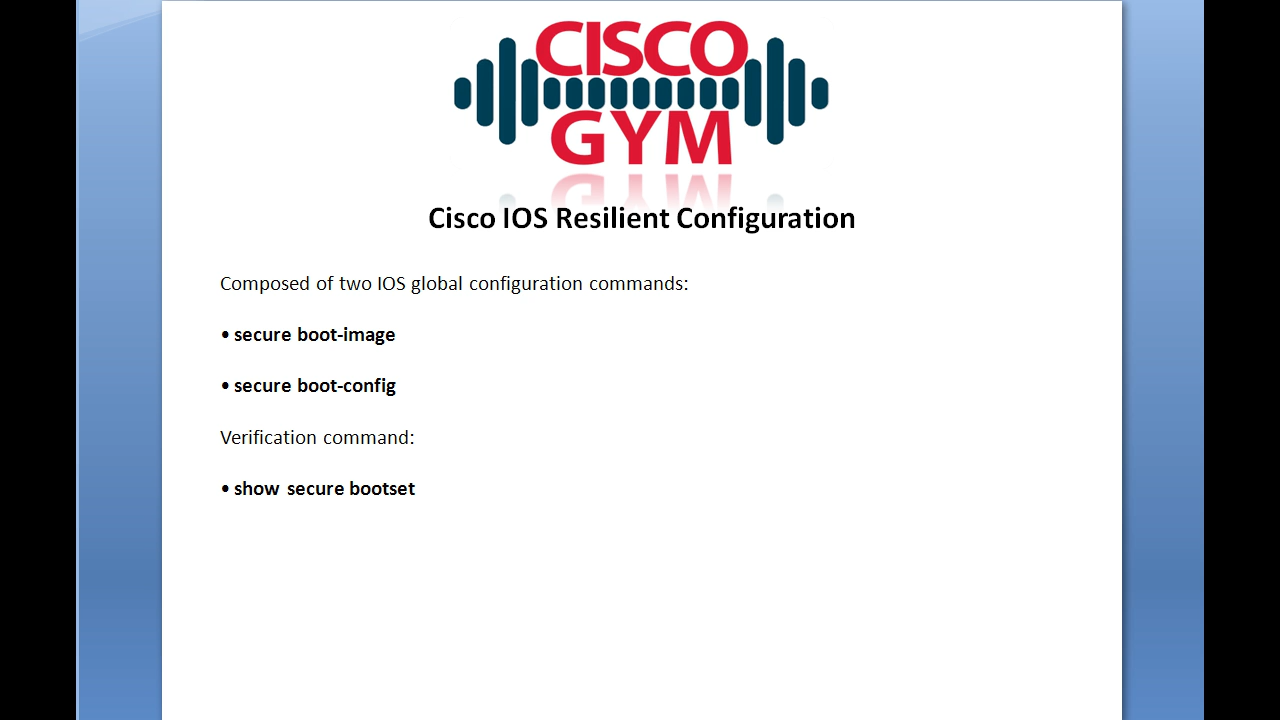 CISCO
GYM
Cisco IOS Resilient Configuration
Composed of two IOS global configuration commands:
• secure boot-image
• secure boot-config
Verification command:
• show secure bootset